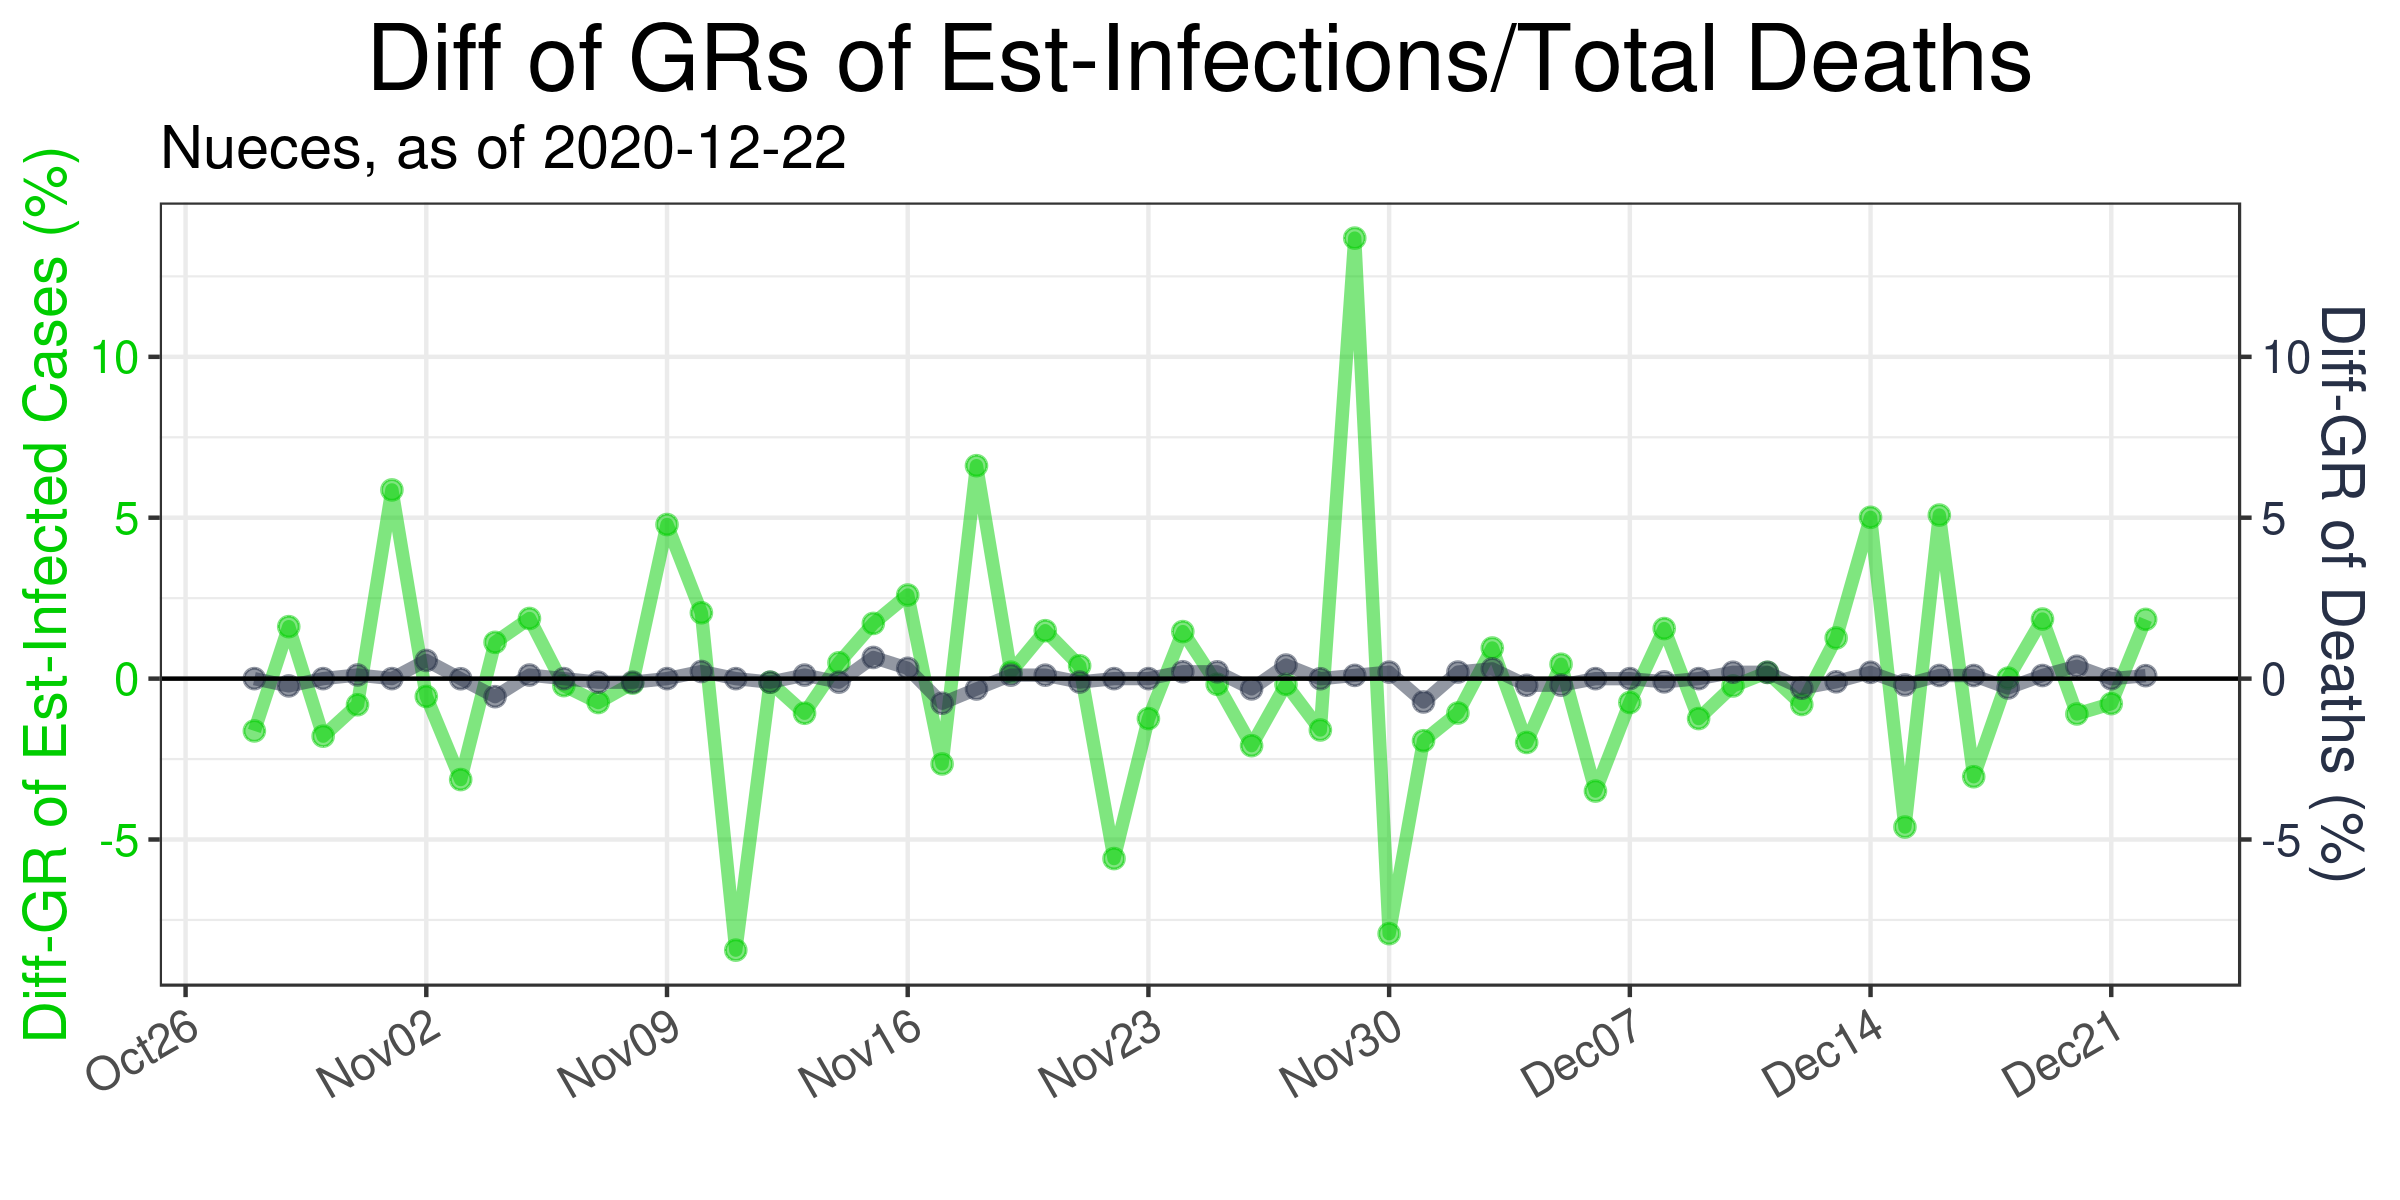 Diff of GRs of Est-Infections/Total Deaths
Nueces, as of 2020-12-22
Diff-GR of Est-Infected Cases (%)
10
5
0
-5
10
5
0
-5
Diff-GR of Deaths (%)
Oct26
Nov02
Nov09
Nov16
Nov23
Nov30
Dec07
Dec14
Dec21